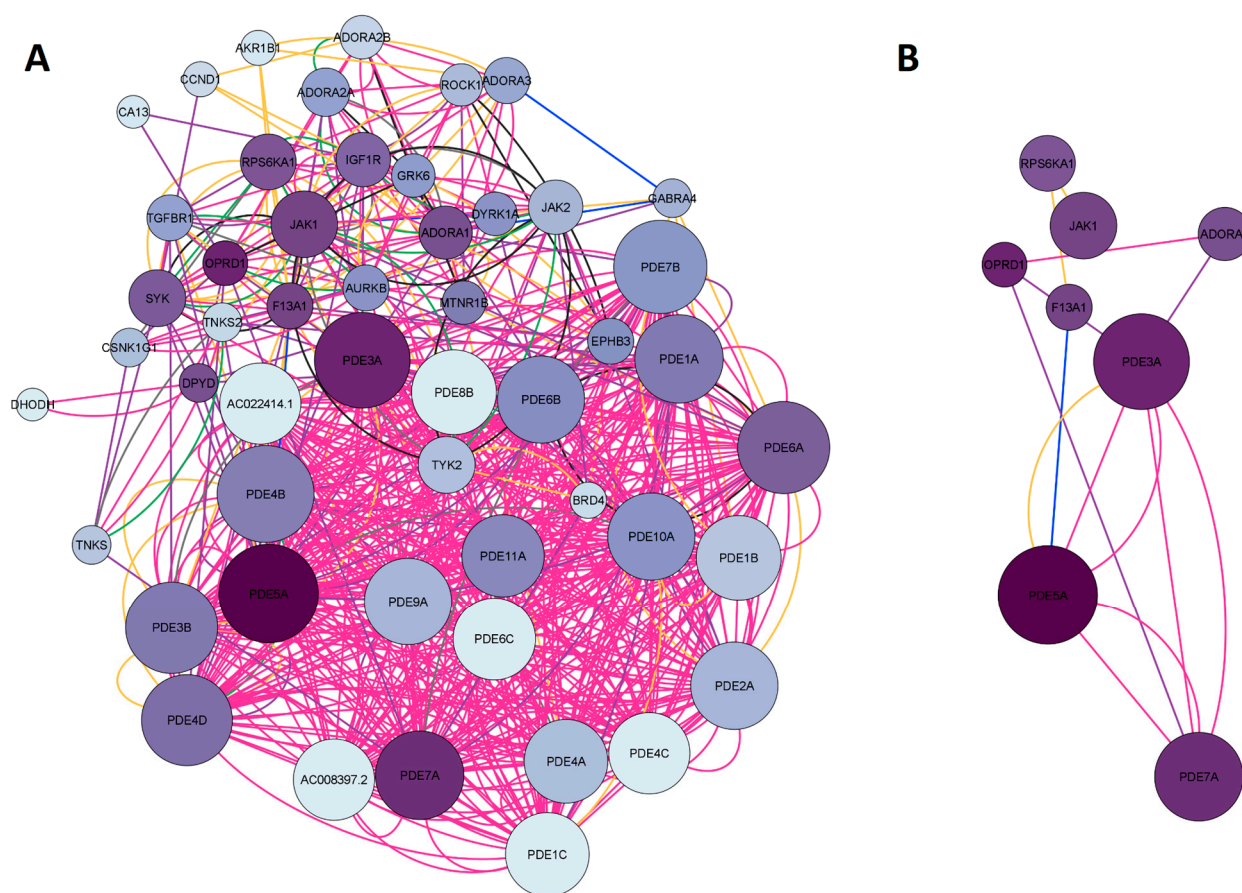 A
B
ADORA2B
AKR1B1
CCND1
ADORA3
ROCK1
ADORA2A
CA13
RPS6KA1
IGF1R
GRK6
GABRA4
TGFBR1
JAK1
DYRK1A
JAK2
ADORA1
OPRD1
PDE7B
SYK
F13A1
AURKB
MTNR1B
TNKS2
CSNK1G1
EPHB3
PDE3A
PDE1A
DPYD
PDE8B
PDE6B
DHODH
AC022414.1
PDE6A
TYK2
PDE4B
BRD4
TNKS
PDE10A
PDE11A
PDE1B
PDE5A
PDE9A
PDE3B
PDE6C
PDE2A
PDE4D
PDE4C
PDE4A
AC008397.2
PDE7A
PDE1C
RPS6KA1
JAK1
ADORA
OPRD1
F13A1
PDE3A
PDE5A
PDE7A